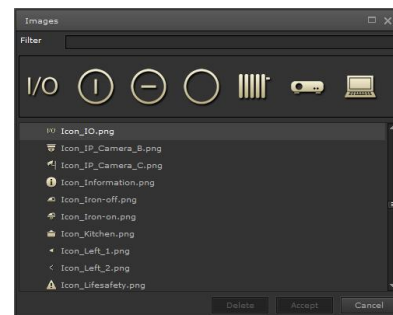 Images
Filter
I/O
I/O Icon_IO.png
Icon_IP_Camera_B.png
Icon_IP_Camera_C.png
Icon_Information.png
Icon_Iron-off.png
Icon_Iron-on.png
Icon_Kitchen.png
Icon_Left_1.png
Icon_Left_2.png
Icon_Lifesafety.png
Delete Accept Cancel